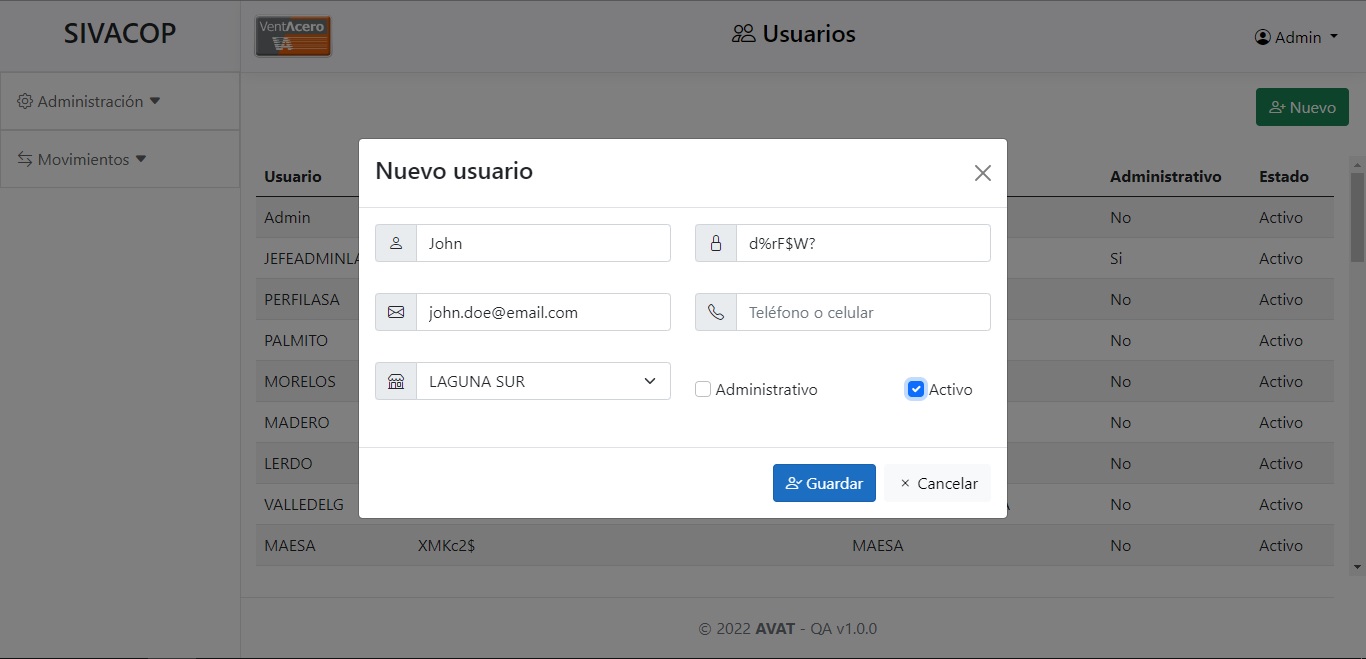 SIVACOP
VentAcero
VA
Usuarios
Admin
Administración
Movimientos
Nuevo
Nuevo usuario
John
d%rF$W?
john.doe@email.com
Teléfono o celular
LAGUNA SUR
Administrativo
Activo
Guardar
Cancelar
Usuario Administrativo Estado
Admin No Activo
JEFEADMINLA Si Activo
PERFILASA No Activo
PALMITO No Activo
MORELOS No Activo
MADERO No Activo
LERDO No Activo
VALLEDELG No Activo
MAESA XMKc2$ MAESA No Activo
© 2022 AVAT - QA v1.0.0